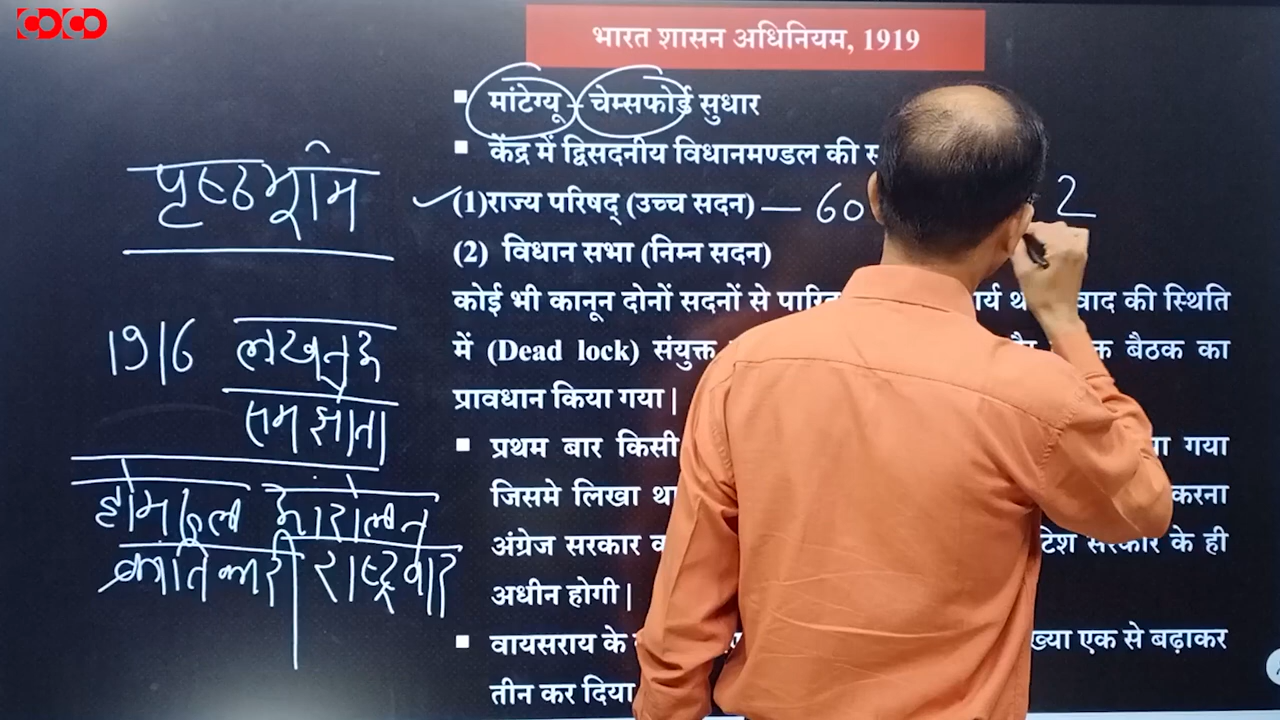 COCO
भारत शासन अधिनियम, 1919
मांटेग्यू - चेम्सफोर्ड सुधार
केंद्र में द्विसदनीय विधानमण्डल की
(1)राज्य परिषद् (उच्च सदन) — 60 2
(2) विधान सभा (निम्न सदन)
कोई भी कानून दोनों सदनों से की स्थिति
में (Dead lock) संयुक्त बैठक का
प्रावधान किया गया|
प्रथम बार किसी गया
जिसमे लिखा था करना
अंग्रेज सरकार सरकार के ही
अधीन होगी|
वायसराय के एक से बढ़ाकर
तीन कर दिया
पृष्ठभूमि
1916 लखनऊ
समझौता
होमरूल आंदोलन
क्रांतिकारी राष्ट्रवाद